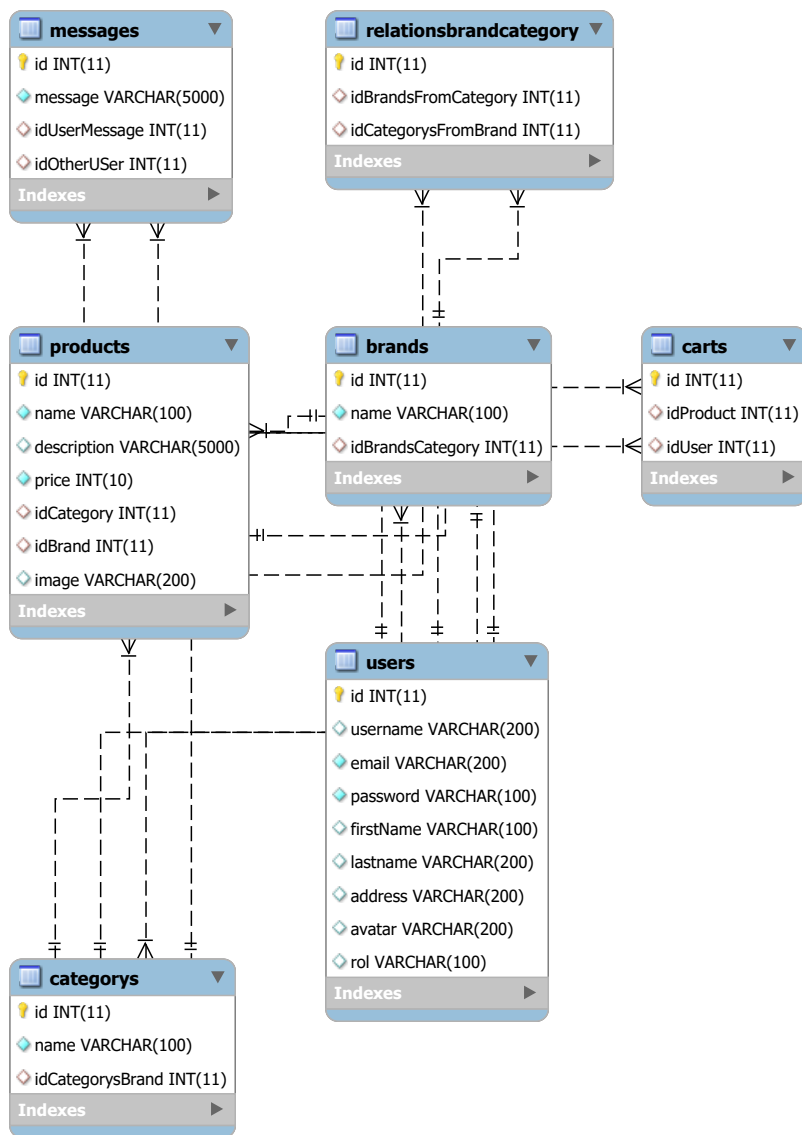 messages
id INT(11)
message VARCHAR(5000)
idUserMessage INT(11)
idOtherUSer INT(11)
Indexes
relationsbrandcategory
id INT(11)
idBrandsFromCategory INT(11)
idCategorysFromBrand INT(11)
Indexes
products
id INT(11)
name VARCHAR(100)
description VARCHAR(5000)
price INT(10)
idCategory INT(11)
idBrand INT(11)
image VARCHAR(200)
Indexes
brands
id INT(11)
name VARCHAR(100)
idBrandsCategory INT(11)
Indexes
carts
id INT(11)
idProduct INT(11)
idUser INT(11)
Indexes
users
id INT(11)
username VARCHAR(200)
email VARCHAR(200)
password VARCHAR(100)
firstName VARCHAR(100)
lastname VARCHAR(200)
address VARCHAR(200)
avatar VARCHAR(200)
rol VARCHAR(100)
Indexes
categorys
id INT(11)
name VARCHAR(100)
idCategorysBrand INT(11)
Indexes